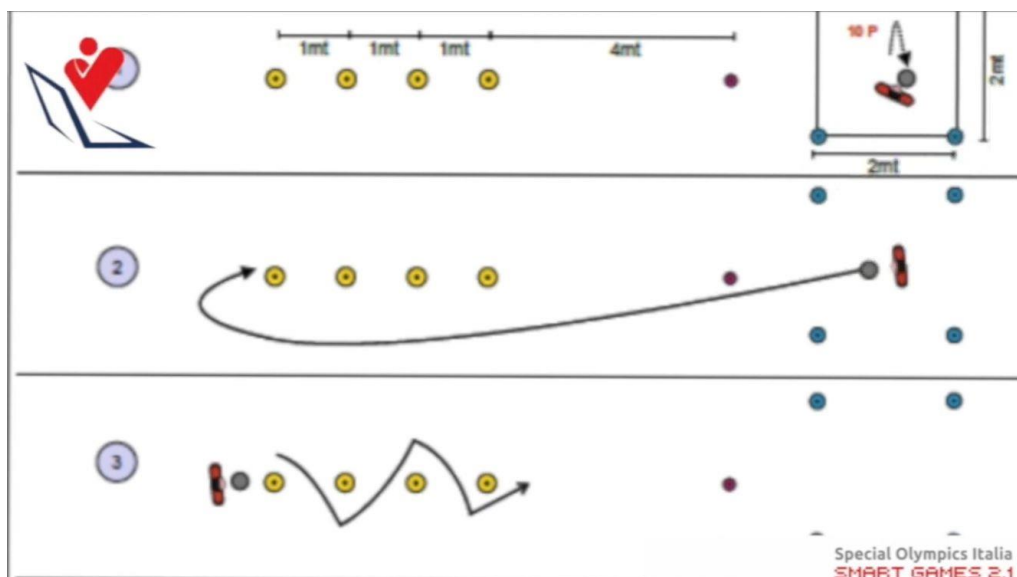 1mt 1mt 1mt 4mt
10 P
2mt
2mt
2
3
Special Olympics Italia
SMART GAMES 2.1